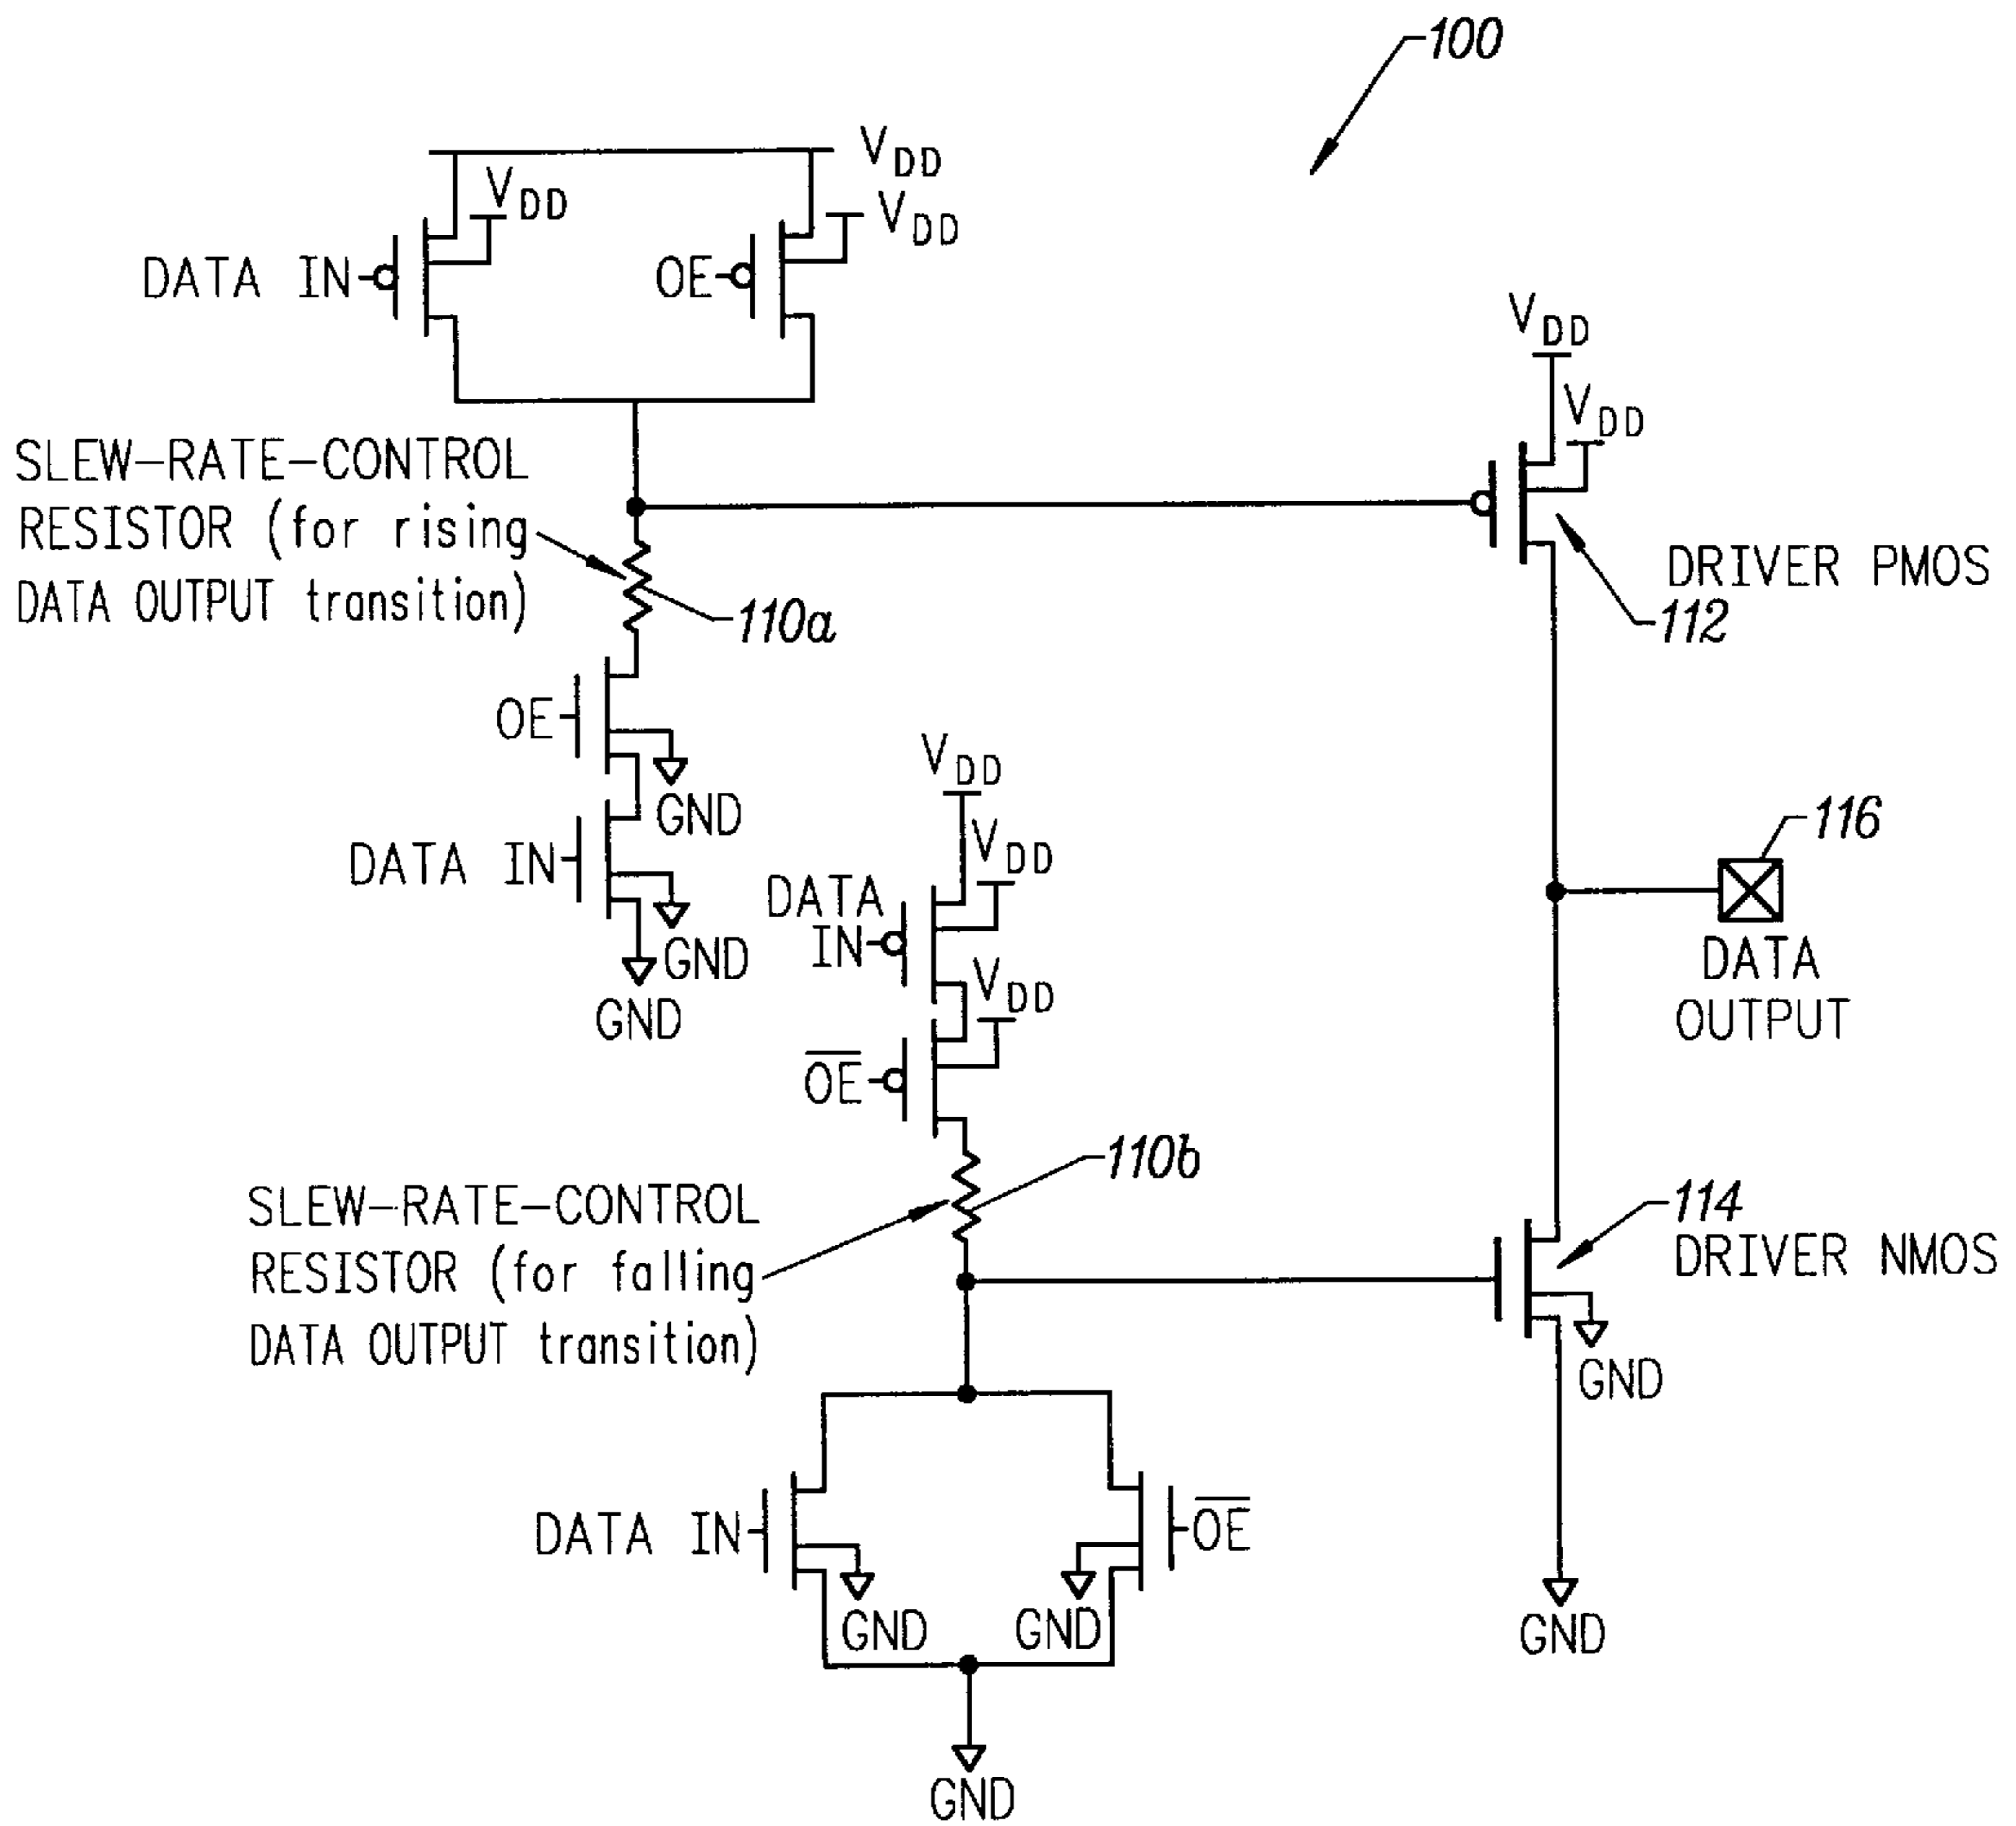 100
VDD
VDD
VDD
DATA IN
OE
VDD
VDD
SLEW-RATE-CONTROL
RESISTOR (for rising
DATA OUTPUT transition)
110a
DRIVER PMOS
112
OE
GND
VDD
DATA IN
GND
GND
VDD
DATA
IN
VDD
OE̅
116
DATA
OUTPUT
110b
SLEW-RATE-CONTROL
RESISTOR (for falling
DATA OUTPUT transition)
114
DRIVER NMOS
GND
DATA IN
OE̅
GND
GND
GND
GND